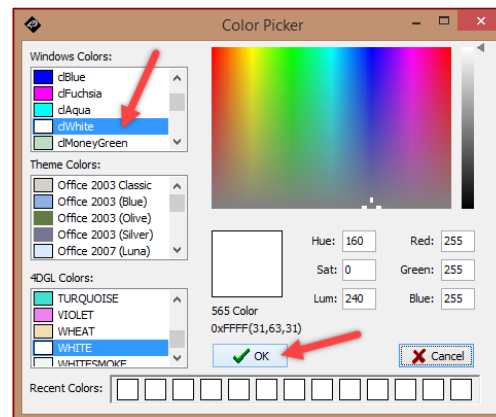 Color Picker
Windows Colors:
clBlue
clFuchsia
clAqua
clWhite
clMoneyGreen
Theme Colors:
Office 2003 Classic
Office 2003 (Blue)
Office 2003 (Olive)
Office 2003 (Silver)
Office 2007 (Luna)
4DGL Colors:
TURQUOISE
VIOLET
WHEAT
WHITE
WHITESMOKE
565 Color
0xFFFF(31,63,31)
Hue: 160 Red: 255
Sat: 0 Green: 255
Lum: 240 Blue: 255
OK Cancel
Recent Colors: